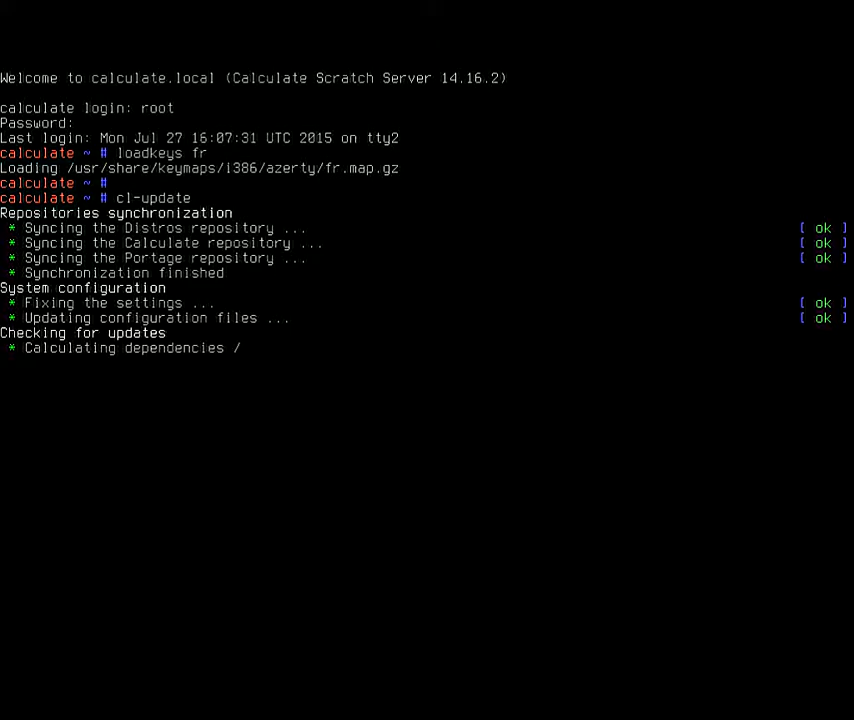 Welcome to calculate.local (Calculate Scratch Server 14.16.2)
calculate login: root
Password:
Last login: Mon Jul 27 16:07:31 UTC 2015 on tty2
calculate ~ # loadkeys fr
Loading /usr/share/keymaps/i386/azerty/fr.map.gz
calculate ~ #
calculate ~ # cl-update
Repositories synchronization
* Syncing the Distros repository ... [ ok ]
* Syncing the Calculate repository ... [ ok ]
* Syncing the Portage repository ... [ ok ]
* Synchronization finished
System configuration
* Fixing the settings ... [ ok ]
* Updating configuration files ... [ ok ]
Checking for updates
* Calculating dependencies /